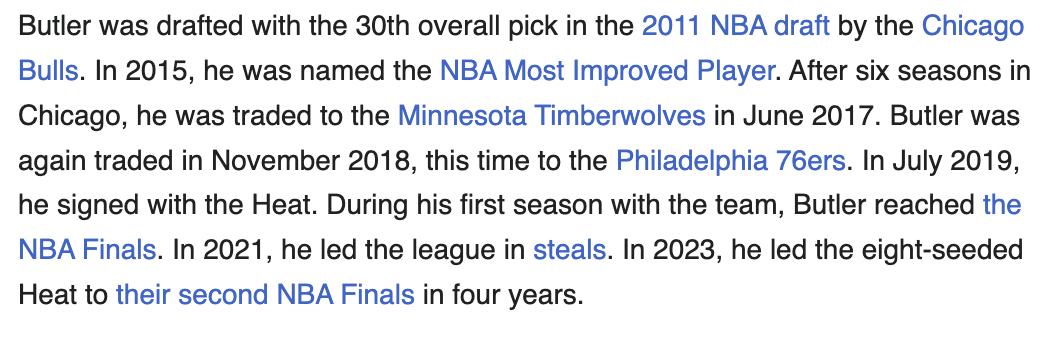 Butler was drafted with the 30th overall pick in the 2011 NBA draft by the Chicago
Bulls. In 2015, he was named the NBA Most Improved Player. After six seasons in
Chicago, he was traded to the Minnesota Timberwolves in June 2017. Butler was
again traded in November 2018, this time to the Philadelphia 76ers. In July 2019,
he signed with the Heat. During his first season with the team, Butler reached the
NBA Finals. In 2021, he led the league in steals. In 2023, he led the eight-seeded
Heat to their second NBA Finals in four years.